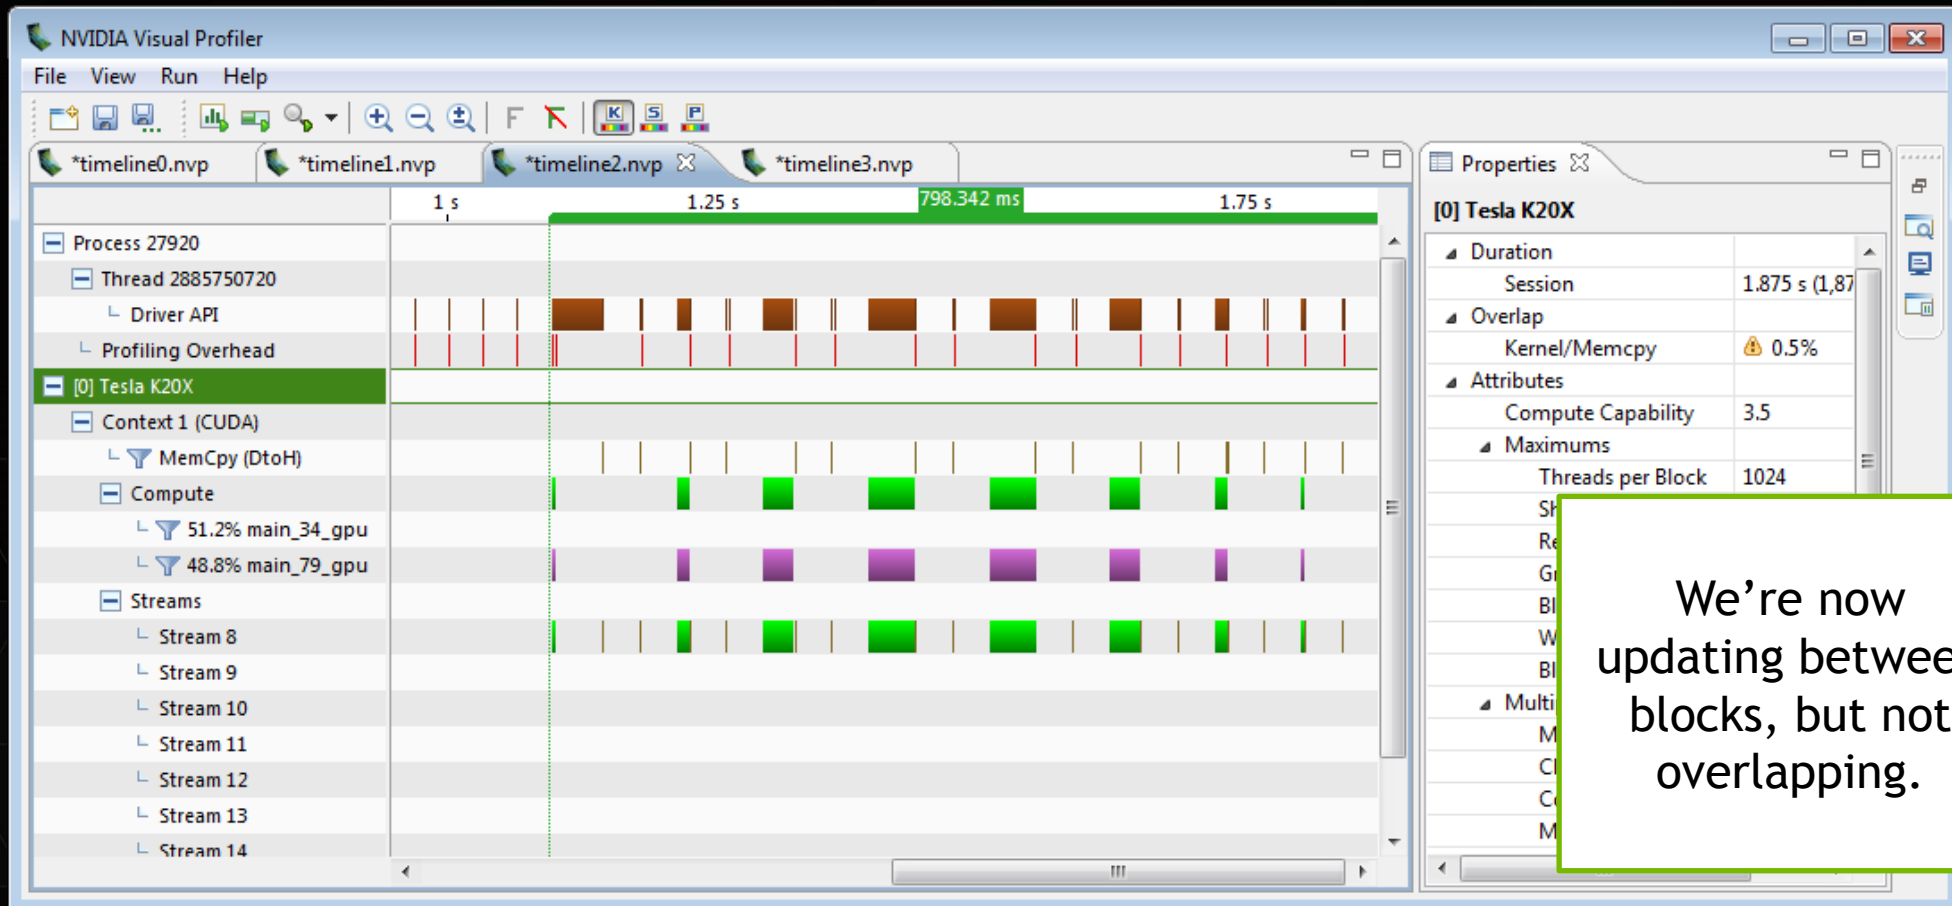 NVIDIA Visual Profiler
File View Run Help
*timeline0.nvp *timeline1.nvp *timeline2.nvp *timeline3.nvp
1 s 1.25 s 798.342 ms 1.75 s
Process 27920
Thread 2885750720
Driver API
Profiling Overhead
[0] Tesla K20X
Context 1 (CUDA)
MemCpy (DtoH)
Compute
51.2% main_34_gpu
48.8% main_79_gpu
Streams
Stream 8
Stream 9
Stream 10
Stream 11
Stream 12
Stream 13
Stream 14
Properties
[0] Tesla K20X
Duration
Session 1.875 s (1,87
Overlap
Kernel/Memcpy 0.5%
Attributes
Compute Capability 3.5
Maximums
Threads per Block 1024
Multi
We’re now
updating betwee
blocks, but not
overlapping.